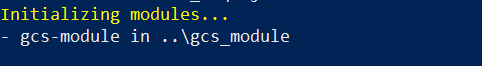 Initializing modules...
- gcs-module in ..\gcs_module